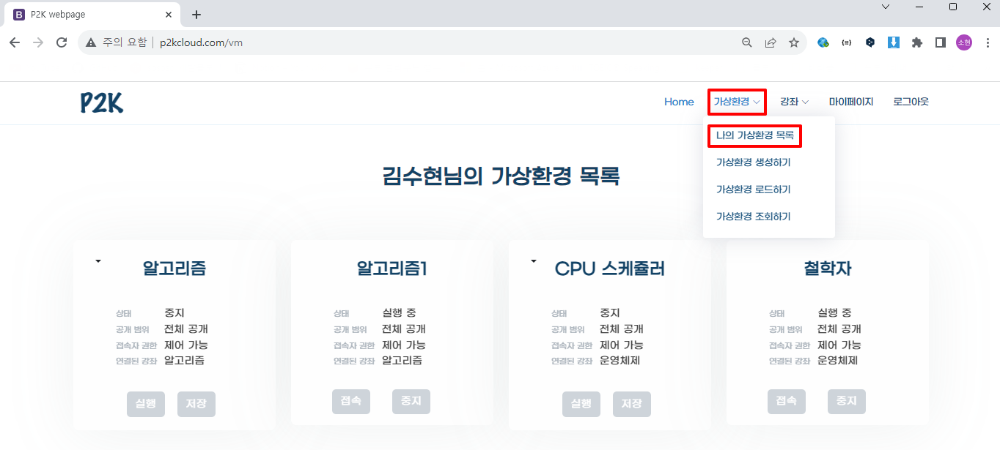 P2K webpage
주의 요함 p2kcloud.com/vm
소현
P2K
Home 가상환경 강좌 마이페이지 로그아웃
나의 가상환경 목록
가상환경 생성하기
가상환경 로드하기
가상환경 조회하기
김수현님의 가상환경 목록
알고리즘
상태 중지
공개 범위 전체 공개
접속자 권한 제어 가능
연결된 강좌 알고리즘
실행 저장
알고리즘1
상태 실행 중
공개 범위 전체 공개
접속자 권한 제어 가능
연결된 강좌 알고리즘
접속 중지
CPU 스케쥴러
상태 중지
공개 범위 전체 공개
접속자 권한 제어 가능
연결된 강좌 운영체제
실행 저장
철학자
상태 실행 중
공개 범위 전체 공개
접속자 권한 제어 가능
연결된 강좌 운영체제
접속 중지